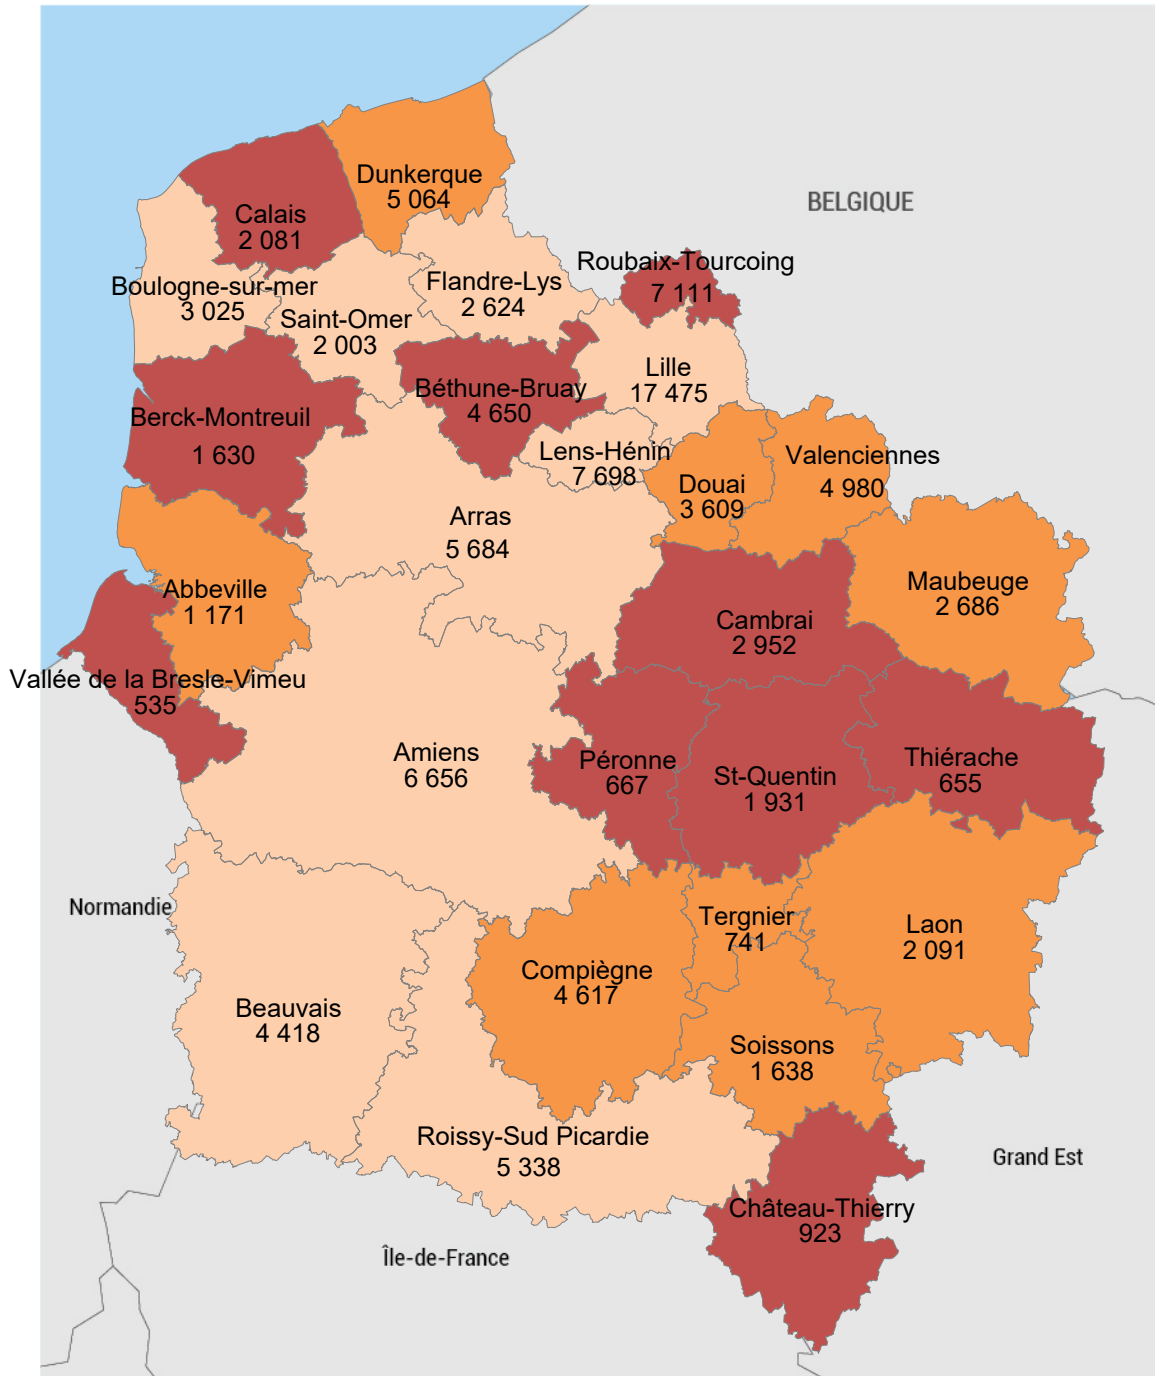 Dunkerque
5 064
BELGIQUE
Calais
2 081
Roubaix-Tourcoing
7 111
Boulogne-sur-mer
3 025
Flandre-Lys
2 624
Saint-Omer
2 003
Lille
17 475
Béthune-Bruay
4 650
Berck-Montreuil
1 630
Lens-Hénin
7 698
Valenciennes
4 980
Douai
3 609
Arras
5 684
Abbeville
1 171
Maubeuge
2 686
Cambrai
2 952
Vallée de la Bresle-Vimeu
535
Amiens
6 656
Péronne
667
St-Quentin
1 931
Thiérache
655
Normandie
Tergnier
741
Laon
2 091
Compiègne
4 617
Beauvais
4 418
Soissons
1 638
Roissy-Sud Picardie
5 338
Grand Est
Château-Thierry
923
Île-de-France